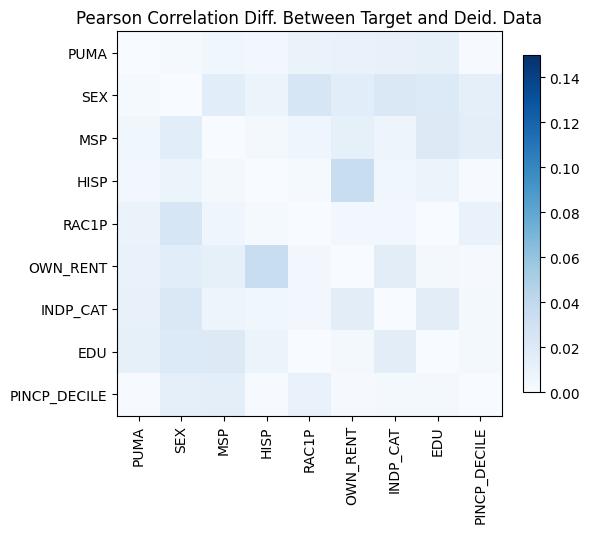 Pearson Correlation Diff. Between Target and Deid. Data
PUMA
SEX
MSP
HISP
RAC1P
OWN_RENT
INDP_CAT
EDU
PINCP_DECILE
PUMA
SEX
MSP
HISP
RAC1P
OWN_RENT
INDP_CAT
EDU
PINCP_DECILE
0.14
0.12
0.10
0.08
0.06
0.04
0.02
0.00